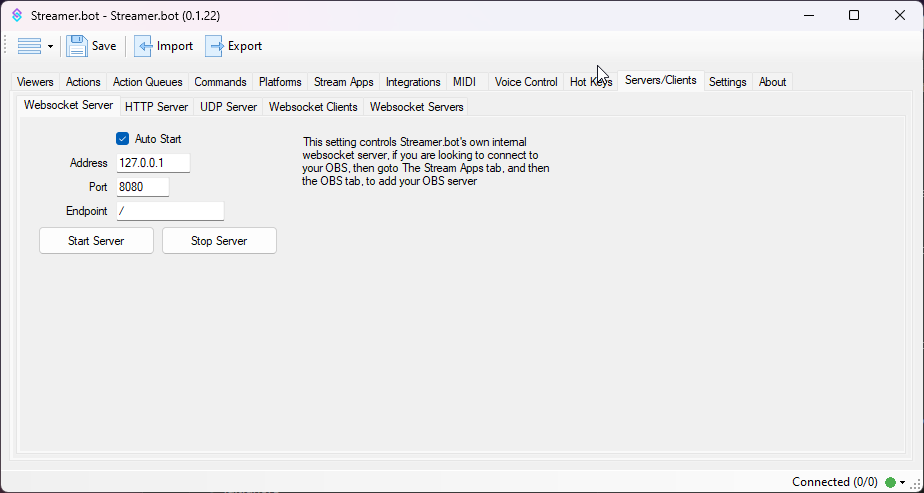 Streamer.bot - Streamer.bot (0.1.22)
Save Import Export
Viewers Actions Action Queues Commands Platforms Stream Apps Integrations MIDI Voice Control Hot Keys Servers/Clients Settings About
Websocket Server HTTP Server UDP Server Websocket Clients Websocket Servers
Auto Start
Address 127.0.0.1
Port 8080
Endpoint /
Start Server Stop Server
This setting controls Streamer.bot's own internal
websocket server, if you are looking to connect to
your OBS, then goto The Stream Apps tab, and then
the OBS tab, to add your OBS server
Connected (0/0)